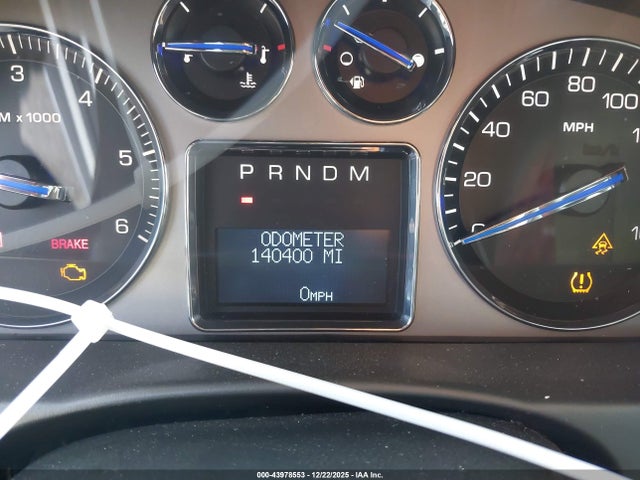 3
4
M x 1000
5
6
BRAKE
P R N D M
ODOMETER
140400 MI
0MPH
0
20
40
60
80
100
MPH
000-43978553 - 12/22/2025 - IAA Inc.